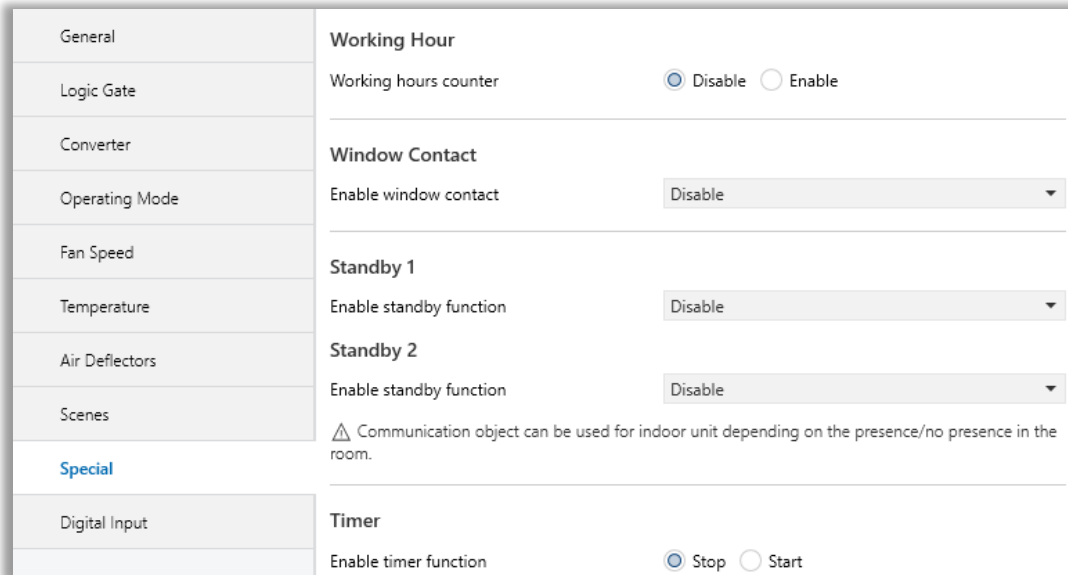 General
Logic Gate
Converter
Operating Mode
Fan Speed
Temperature
Air Deflectors
Scenes
Special
Digital Input
Working Hour
Working hours counter Disable Enable
Window Contact
Enable window contact Disable
Standby 1
Enable standby function Disable
Standby 2
Enable standby function Disable
⚠ Communication object can be used for indoor unit depending on the presence/no presence in the
room.
Timer
Enable timer function Stop Start